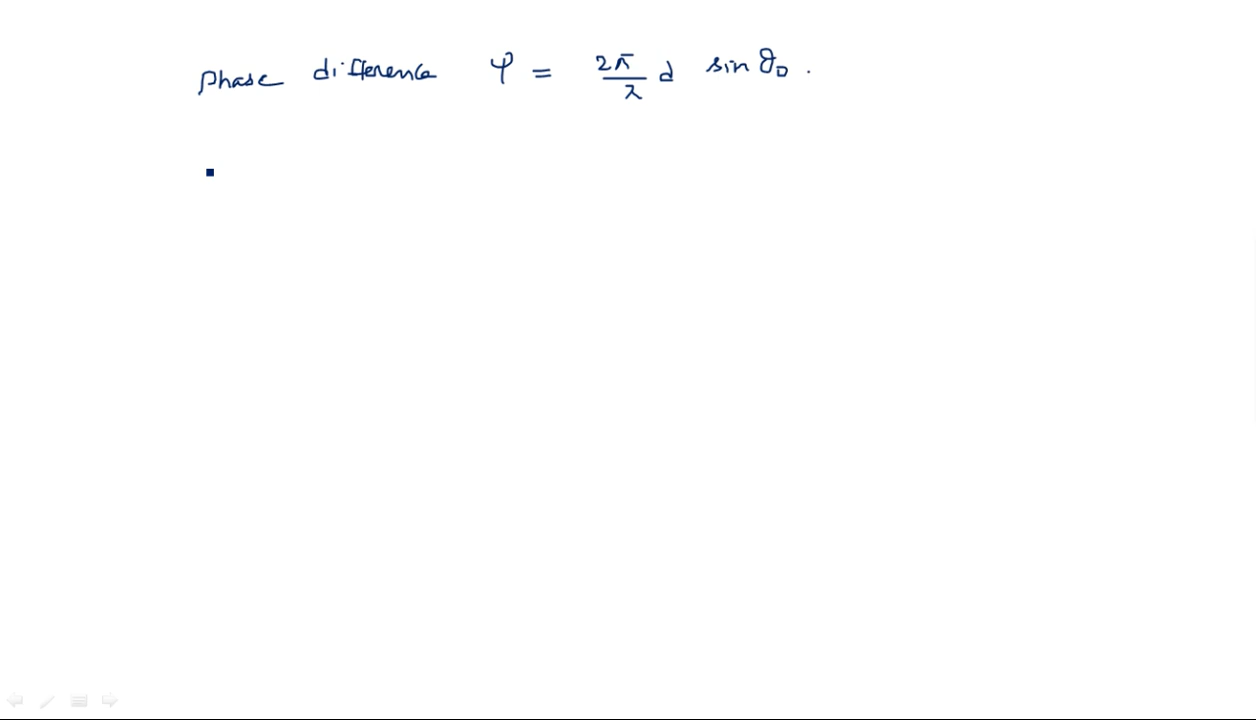 phase difference ψ = 2π/λ d sin θ₀ .